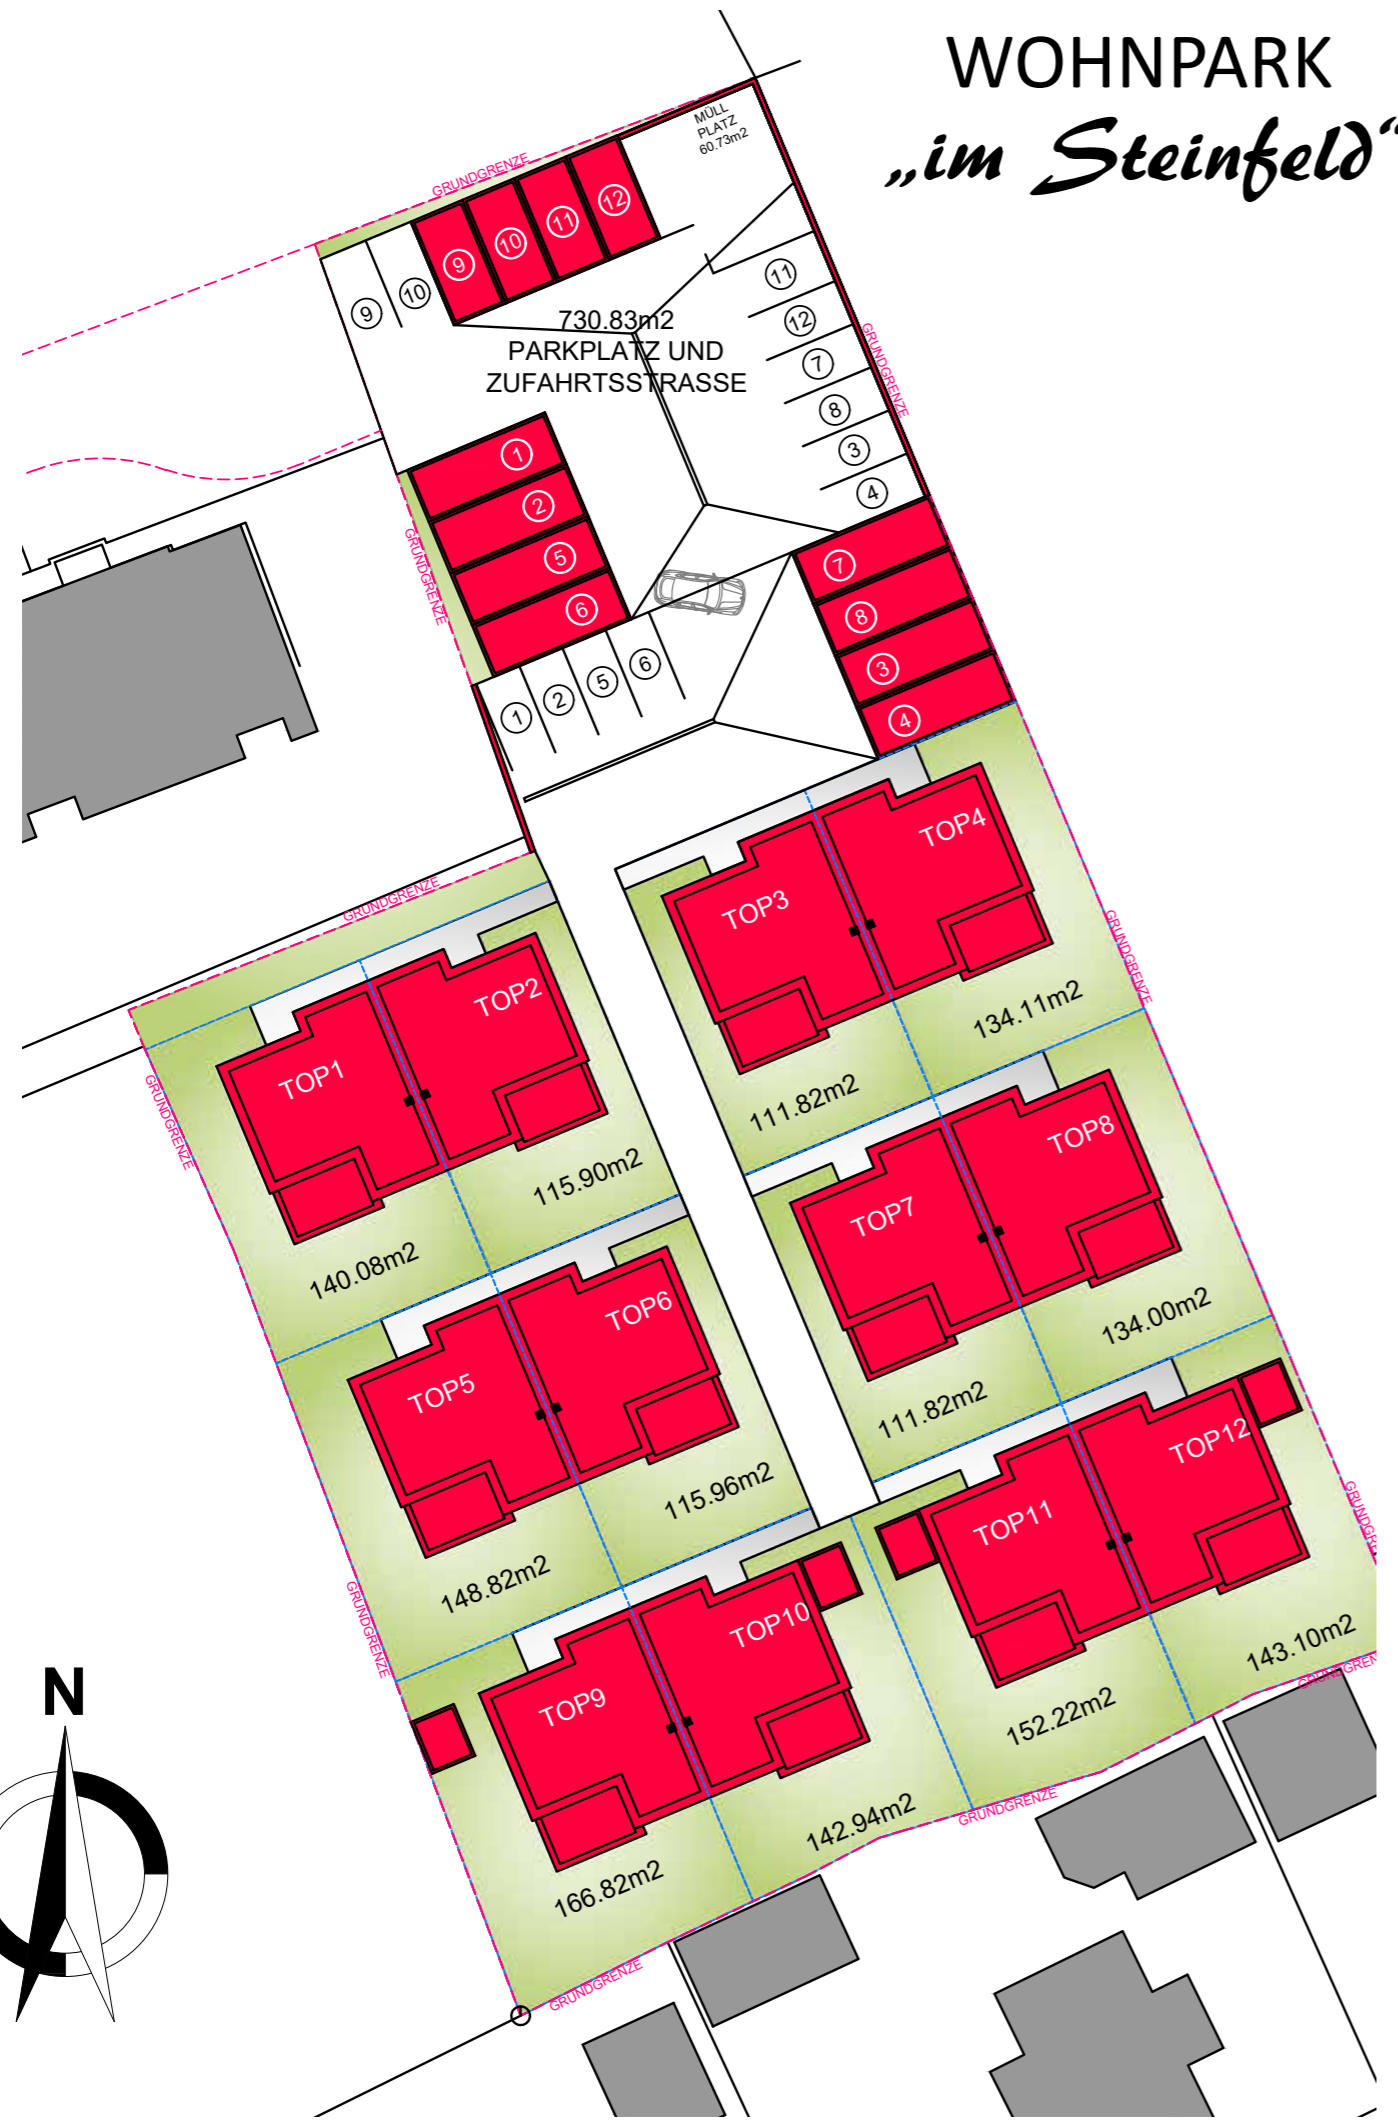 WOHNPARK
„im Steinfeld“
MÜLL
PLATZ
60.73m2
GRUNDGRENZE
12
11
10
9
10
9
11
12
7
8
3
4
730.83m2
PARKPLATZ UND
ZUFAHRTSSTRASSE
GRUNDGRENZE
1
2
5
6
GRUNDGRENZE
7
8
3
4
1
2
5
6
TOP4
TOP3
GRUNDGRENZE
GRUNDGRENZE
134.11m2
111.82m2
TOP2
TOP1
GRUNDGRENZE
115.90m2
140.08m2
TOP8
TOP7
134.00m2
111.82m2
TOP6
TOP5
115.96m2
148.82m2
GRUNDGRENZE
TOP12
TOP11
GRUNDGRENZE
143.10m2
GRUNDGREN
152.22m2
TOP10
TOP9
142.94m2
166.82m2
GRUNDGRENZE
GRUNDGRENZE
N